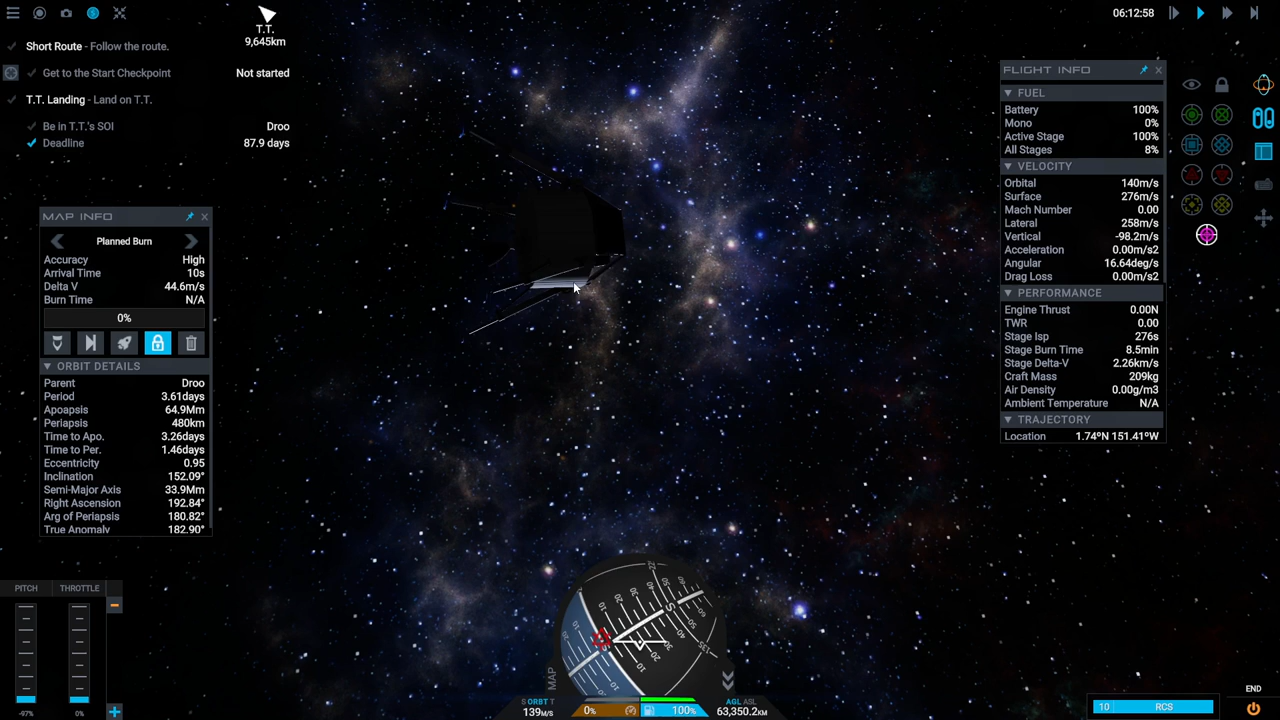 T.T.
9,645km
06:12:58
Short Route - Follow the route.
Get to the Start Checkpoint Not started
T.T. Landing - Land on T.T.
Be in T.T.'s SOI Droo
Deadline 87.9 days
MAP INFO
Planned Burn
Accuracy High
Arrival Time 10s
Delta V 44.6m/s
Burn Time N/A
0%
ORBIT DETAILS
Parent Droo
Period 3.61days
Apoapsis 64.9Mm
Periapsis 480km
Time to Apo. 3.26days
Time to Per. 1.46days
Eccentricity 0.95
Inclination 152.09°
Semi-Major Axis 33.9Mm
Right Ascension 192.84°
Arg of Periapsis 180.82°
True Anomaly 182.90°
FLIGHT INFO
FUEL
Battery 100%
Mono 0%
Active Stage 100%
All Stages 8%
VELOCITY
Orbital 140m/s
Surface 276m/s
Mach Number 0.00
Lateral 258m/s
Vertical -98.2m/s
Acceleration 0.00m/s2
Angular 16.64deg/s
Drag Loss 0.00m/s2
PERFORMANCE
Engine Thrust 0.00N
TWR 0.00
Stage Isp 276s
Stage Burn Time 8.5min
Stage Delta-V 2.26km/s
Craft Mass 209kg
Air Density 0.00g/m3
Ambient Temperature N/A
TRAJECTORY
Location 1.74ºN 151.41ºW
PITCH THROTTLE
-97% 0%
MAP
S ORBT T
139M/S
0%
100%
AGL ASL
63,350.2KM
10 RCS
END